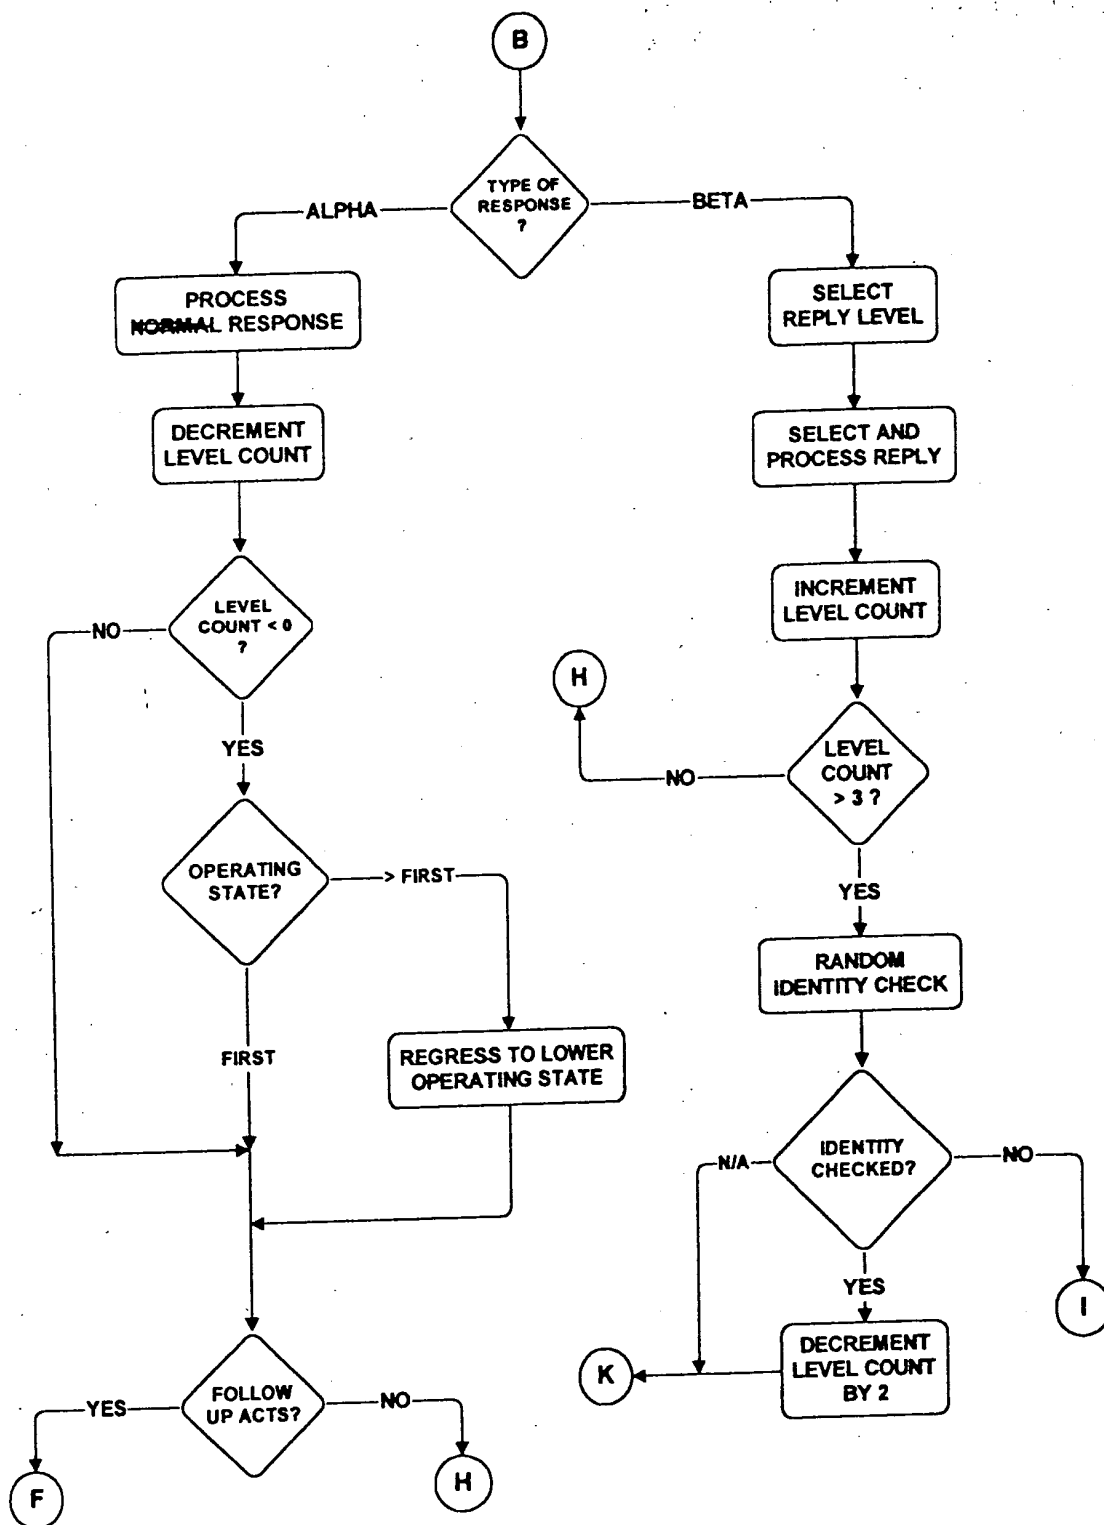 B
TYPE OF
RESPONSE
?
ALPHA
BETA
PROCESS
NORMAL RESPONSE
SELECT
REPLY LEVEL
DECREMENT
LEVEL COUNT
SELECT AND
PROCESS REPLY
LEVEL
COUNT < 0
?
NO
INCREMENT
LEVEL COUNT
H
YES
LEVEL
COUNT
> 3 ?
NO
OPERATING
STATE?
> FIRST
YES
RANDOM
IDENTITY CHECK
FIRST
REGRESS TO LOWER
OPERATING STATE
IDENTITY
CHECKED?
N/A
NO
YES
I
DECREMENT
LEVEL COUNT
BY 2
K
FOLLOW
UP ACTS?
YES
NO
F
H